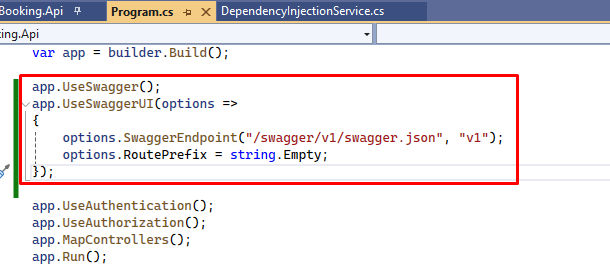 Booking.Api Program.cs DependencyInjectionService.cs
ing.Api
var app = builder.Build();
app.UseSwagger();
app.UseSwaggerUI(options =>
{
options.SwaggerEndpoint("/swagger/v1/swagger.json", "v1");
options.RoutePrefix = string.Empty;
});
app.UseAuthentication();
app.UseAuthorization();
app.MapControllers();
app.Run();